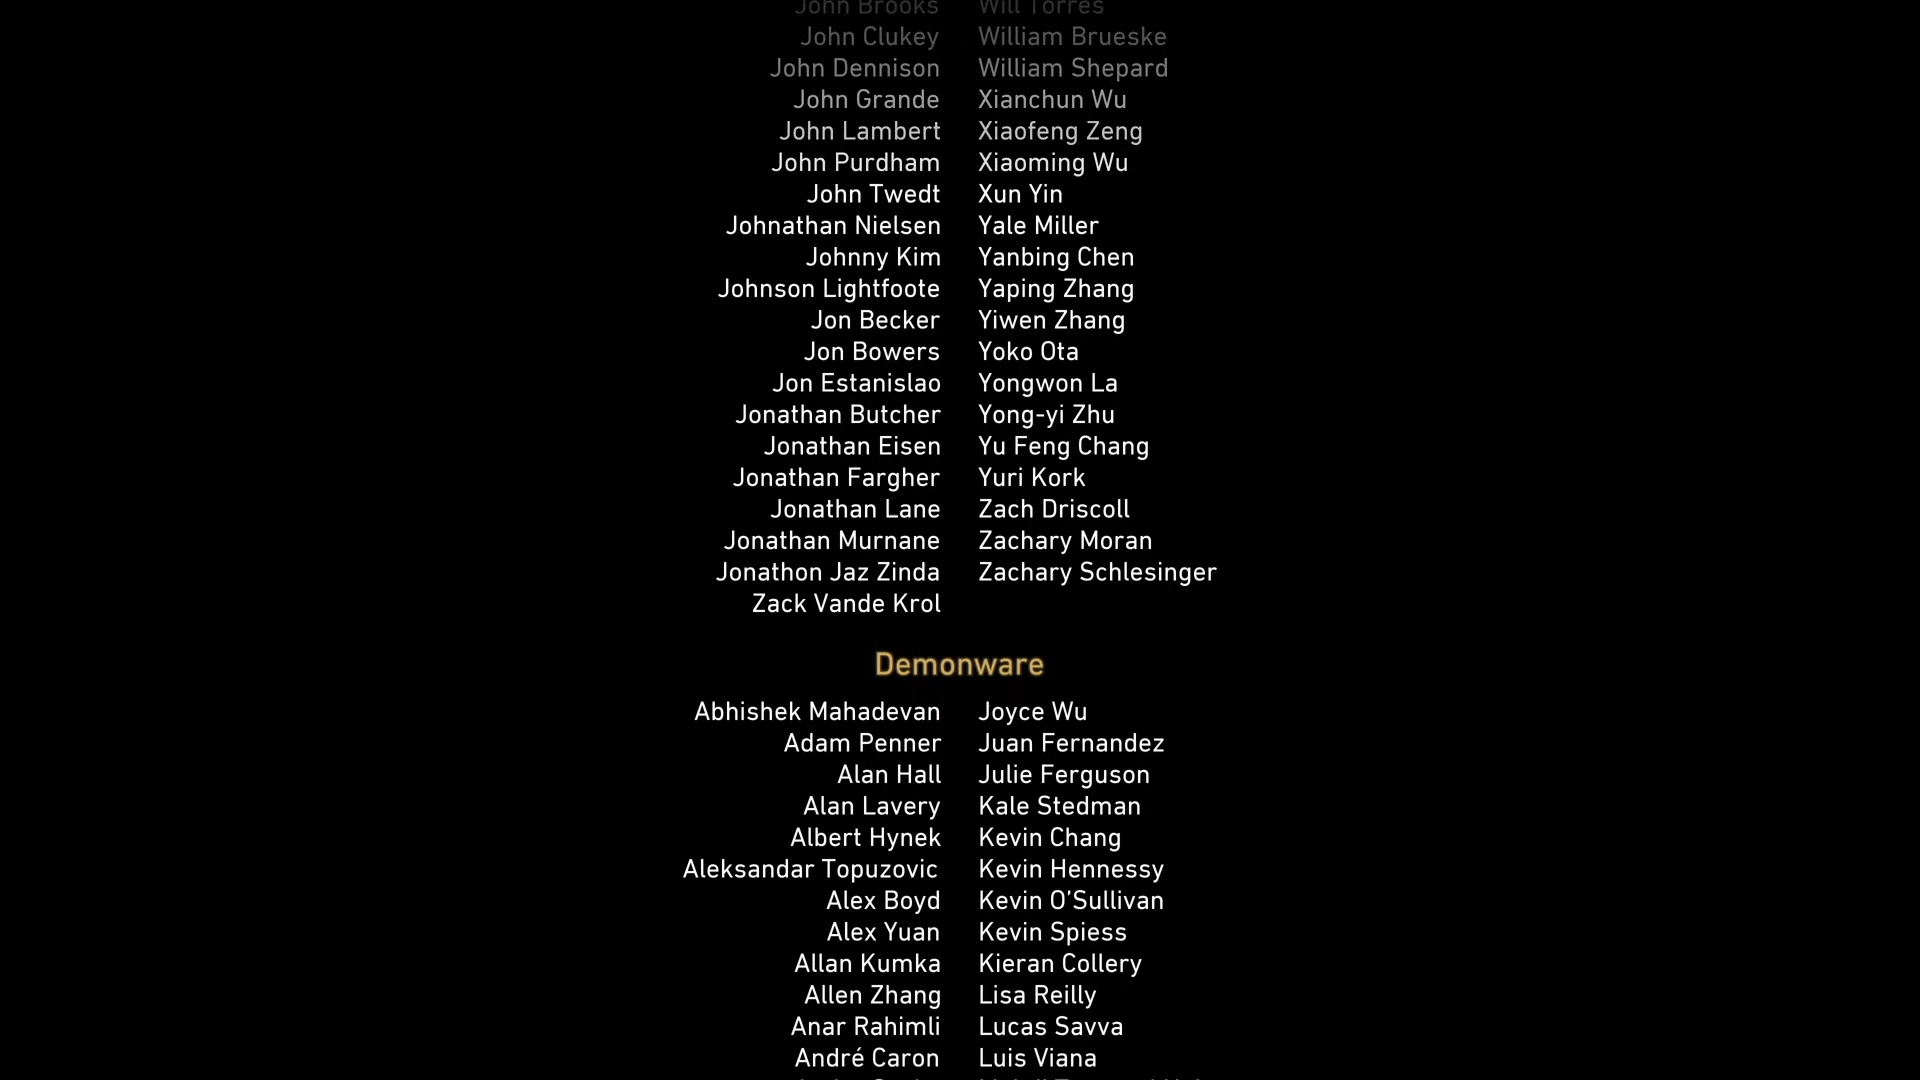 John Brooks Will Torres
John Clukey William Brueske
John Dennison William Shepard
John Grande Xianchun Wu
John Lambert Xiaofeng Zeng
John Purdham Xiaoming Wu
John Twedt Xun Yin
Johnathan Nielsen Yale Miller
Johnny Kim Yanbing Chen
Johnson Lightfoote Yaping Zhang
Jon Becker Yiwen Zhang
Jon Bowers Yoko Ota
Jon Estanislao Yongwon La
Jonathan Butcher Yong-yi Zhu
Jonathan Eisen Yu Feng Chang
Jonathan Fargher Yuri Kork
Jonathan Lane Zach Driscoll
Jonathan Murnane Zachary Moran
Jonathon Jaz Zinda Zachary Schlesinger
Zack Vande Krol
Demonware
Abhishek Mahadevan Joyce Wu
Adam Penner Juan Fernandez
Alan Hall Julie Ferguson
Alan Lavery Kale Stedman
Albert Hynek Kevin Chang
Aleksandar Topuzovic Kevin Hennessy
Alex Boyd Kevin O’Sullivan
Alex Yuan Kevin Spiess
Allan Kumka Kieran Collery
Allen Zhang Lisa Reilly
Anar Rahimli Lucas Savva
André Caron Luis Viana